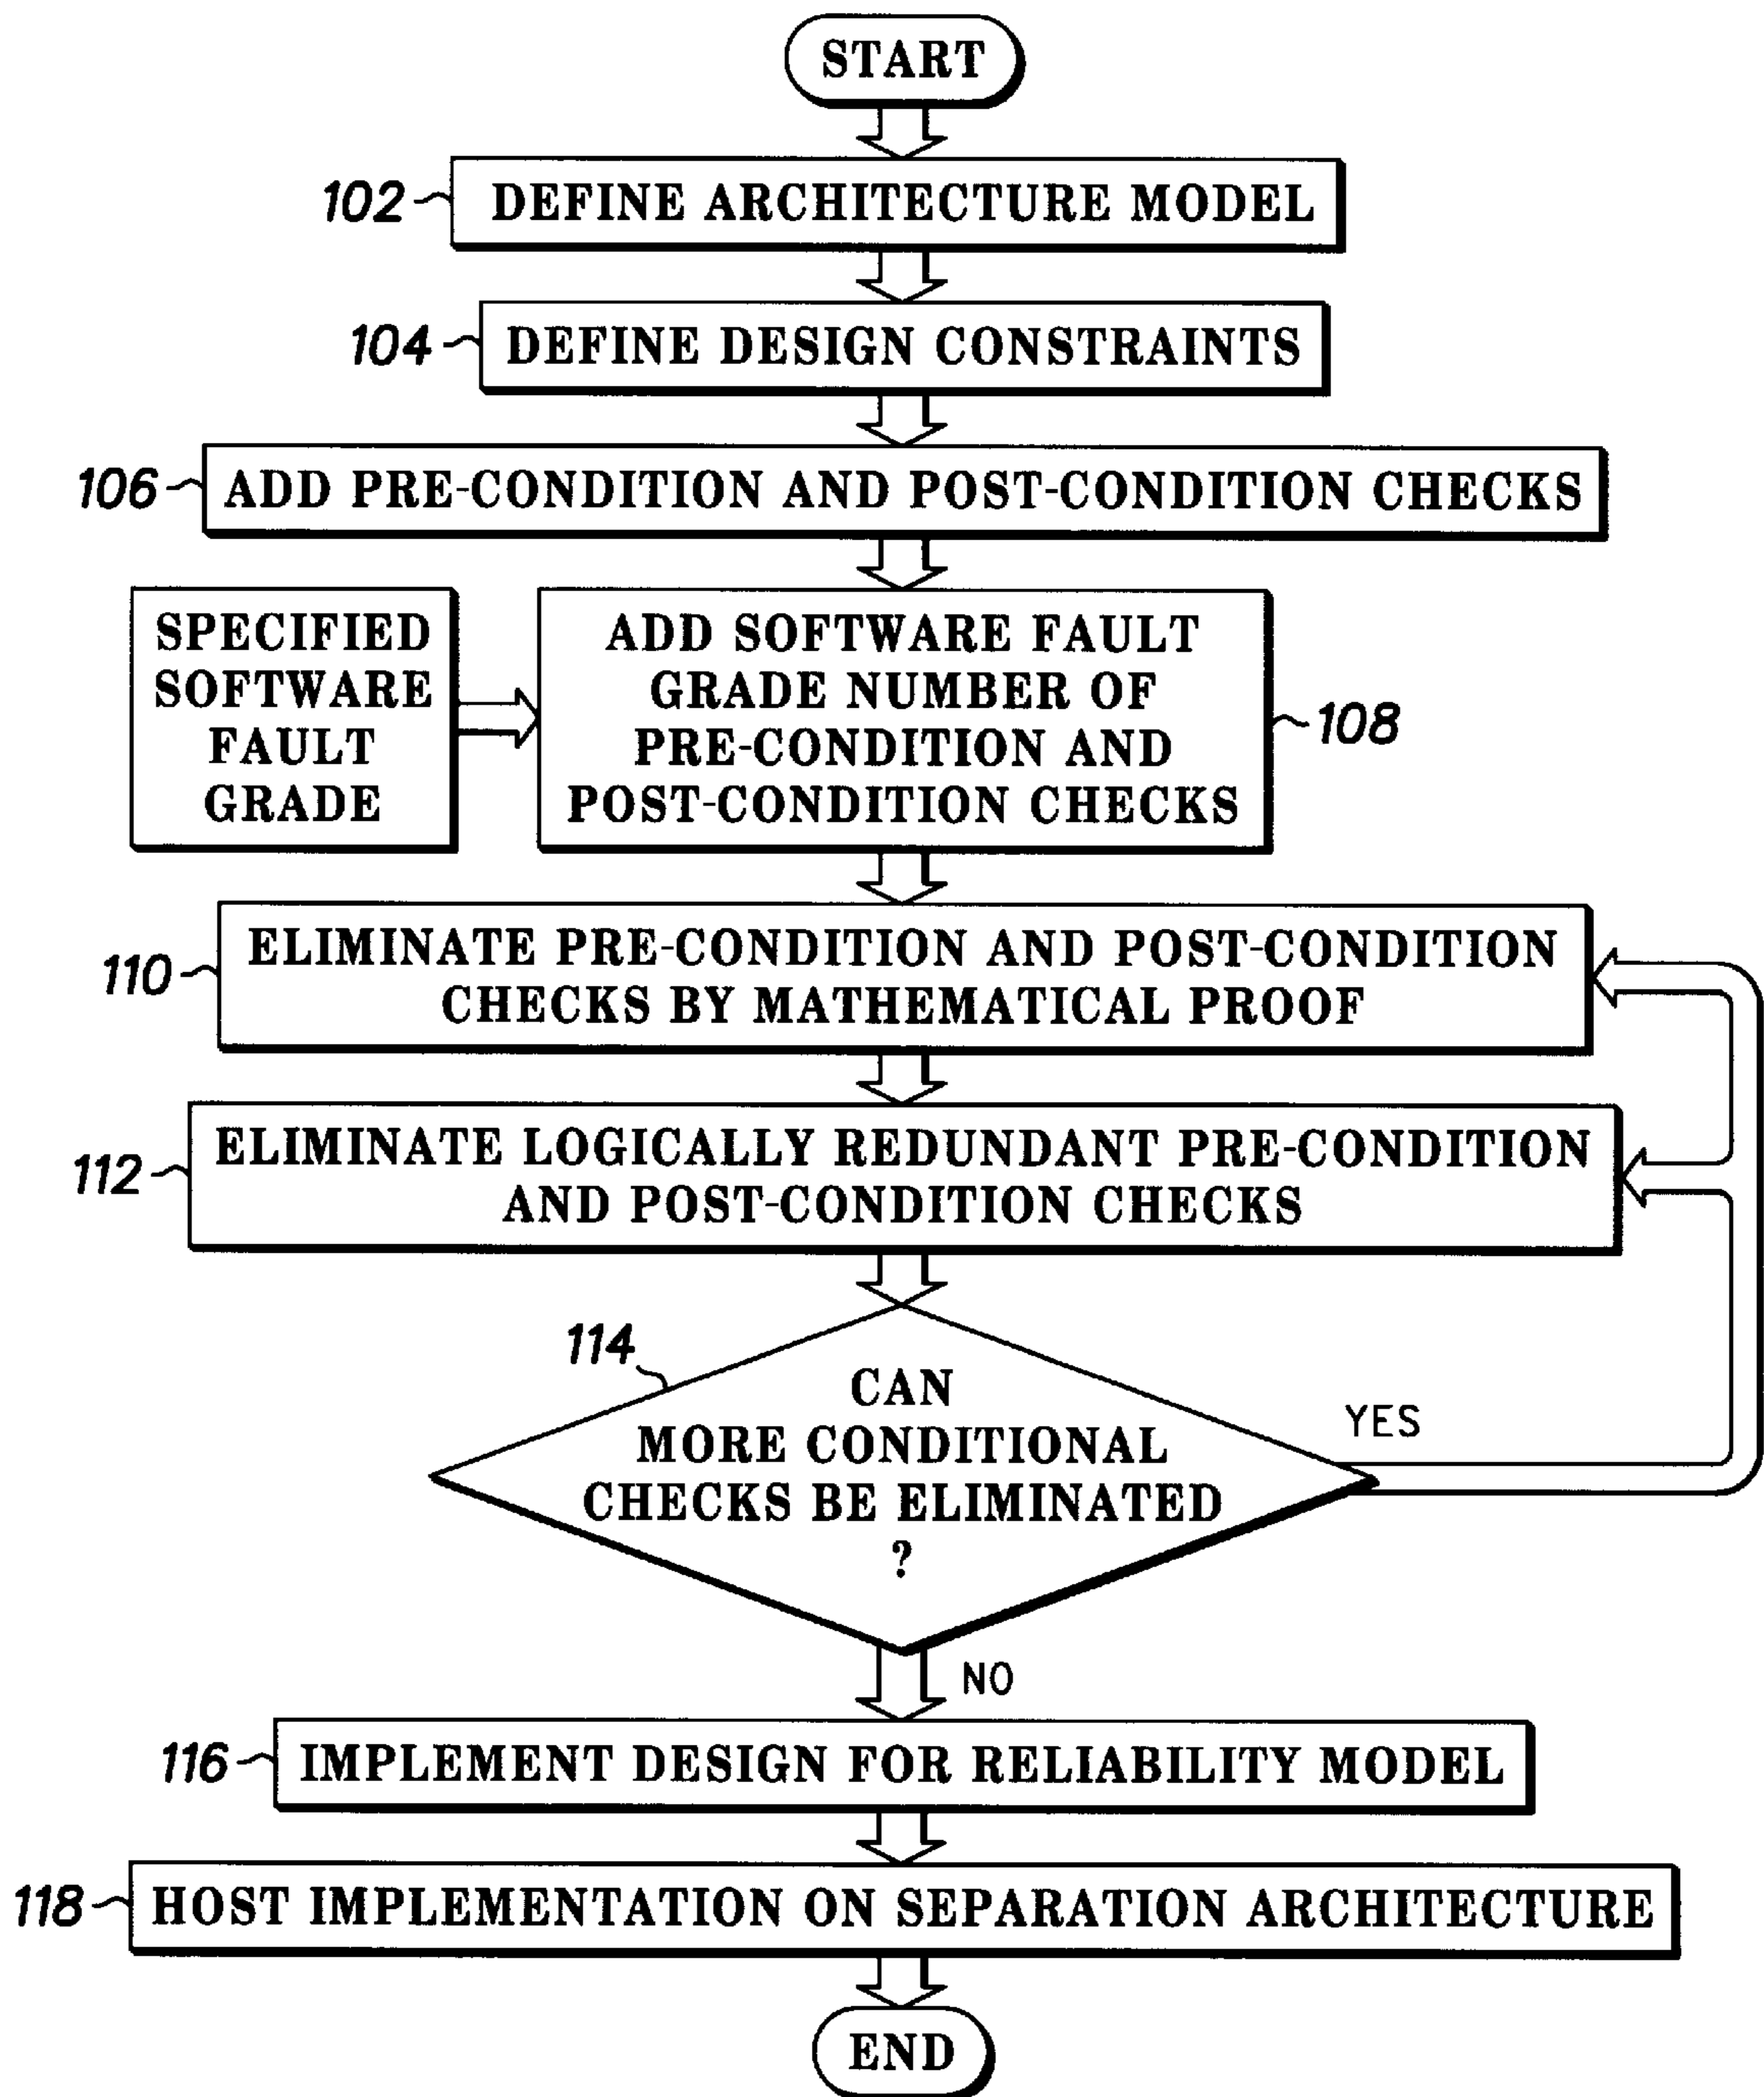 START
102
DEFINE ARCHITECTURE MODEL
104
DEFINE DESIGN CONSTRAINTS
106
ADD PRE-CONDITION AND POST-CONDITION CHECKS
SPECIFIED
SOFTWARE
FAULT
GRADE
ADD SOFTWARE FAULT
GRADE NUMBER OF
PRE-CONDITION AND
POST-CONDITION CHECKS
108
110
ELIMINATE PRE-CONDITION AND POST-CONDITION
CHECKS BY MATHEMATICAL PROOF
112
ELIMINATE LOGICALLY REDUNDANT PRE-CONDITION
AND POST-CONDITION CHECKS
114
CAN
MORE CONDITIONAL
CHECKS BE ELIMINATED
?
YES
NO
116
IMPLEMENT DESIGN FOR RELIABILITY MODEL
118
HOST IMPLEMENTATION ON SEPARATION ARCHITECTURE
END